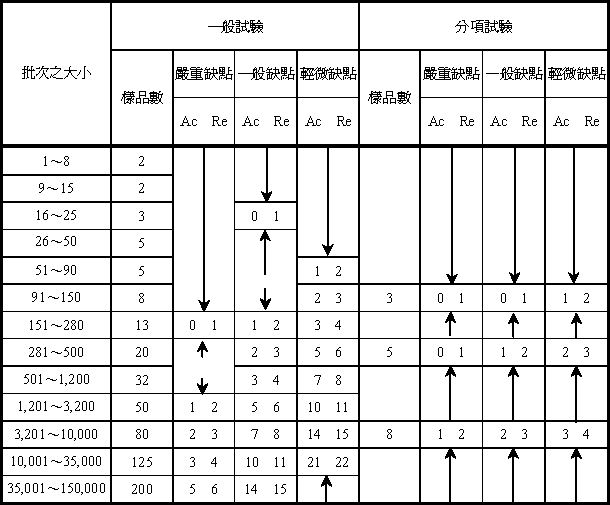 一般試驗 分項試驗
批次之大小 樣品數 嚴重缺點 一般缺點 輕微缺點 樣品數 嚴重缺點 一般缺點 輕微缺點
Ac Re Ac Re Ac Re Ac Re Ac Re Ac Re
1～8 2
9～15 2
16～25 3 0 1
26～50 5
51～90 5 1 2
91～150 8 2 3 3 0 1 0 1 1 2
151～280 13 0 1 1 2 3 4
281～500 20 2 3 5 6 5 0 1 1 2 2 3
501～1,200 32 3 4 7 8
1,201～3,200 50 1 2 5 6 10 11
3,201～10,000 80 2 3 7 8 14 15 8 1 2 2 3 3 4
10,001～35,000 125 3 4 10 11 21 22
35,001～150,000 200 5 6 14 15